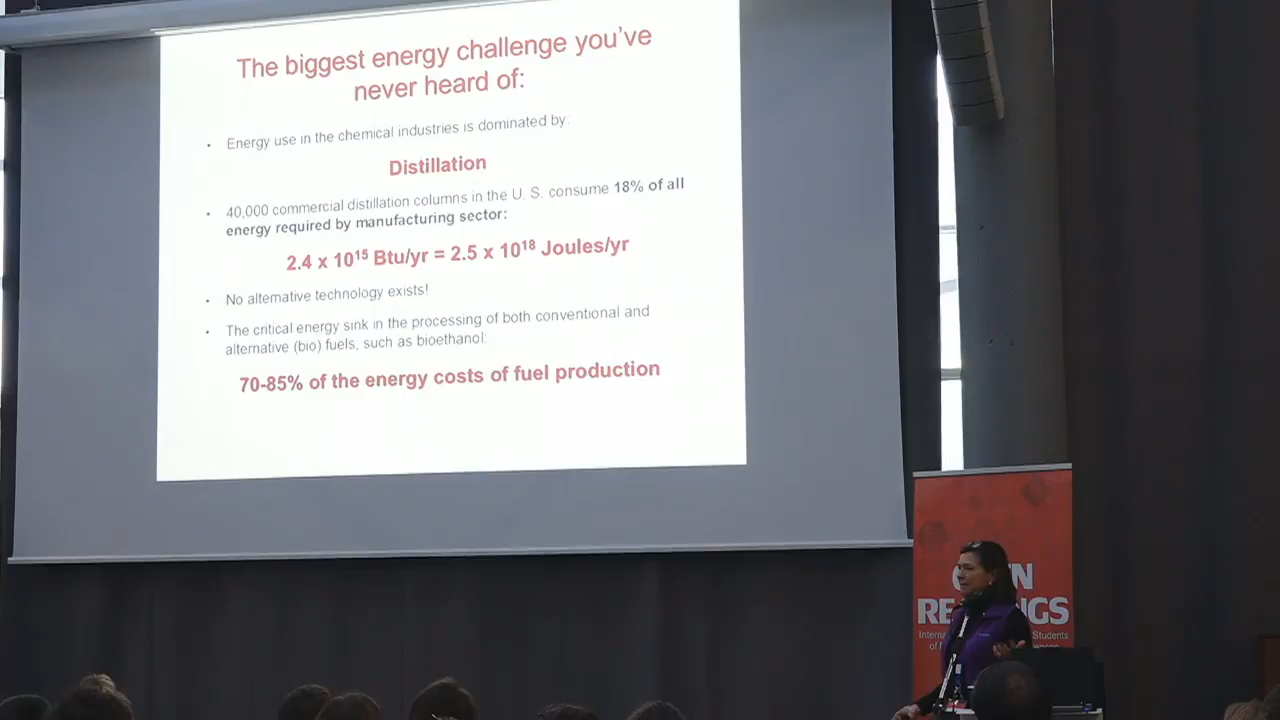 The biggest energy challenge you've
never heard of:
• Energy use in the chemical industries is dominated by:
Distillation
• 40,000 commercial distillation columns in the U. S. consume 18% of all
energy required by manufacturing sector:
2.4 x 10¹⁵ Btu/yr = 2.5 x 10¹⁸ Joules/yr
• No alternative technology exists!
• The critical energy sink in the processing of both conventional and
alternative (bio) fuels, such as bioethanol:
70-85% of the energy costs of fuel production
Students
of